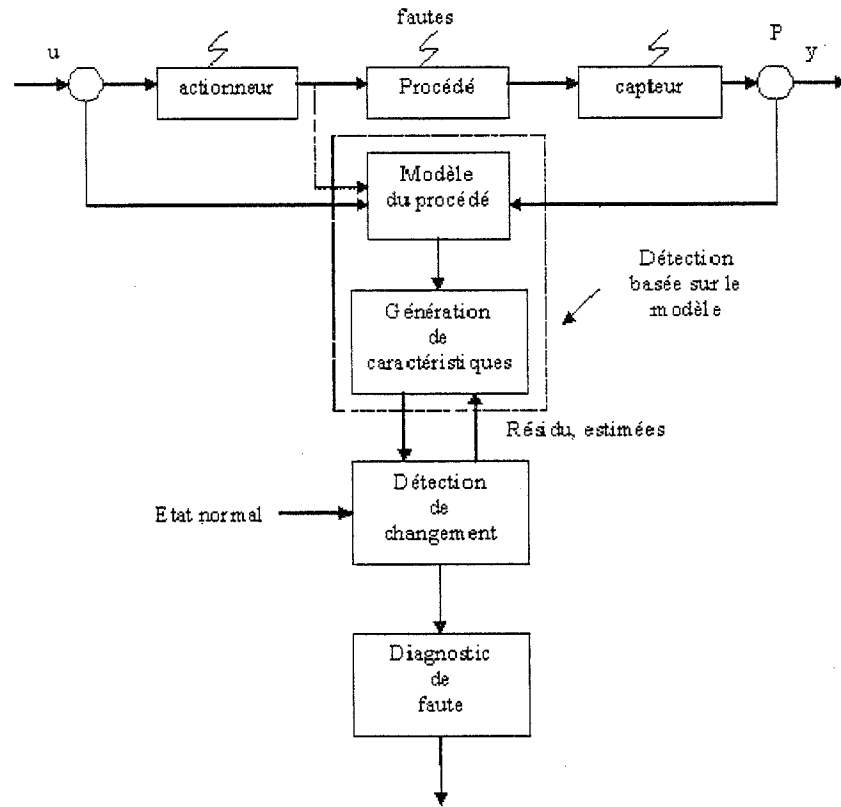 fautes
u
P
y
actionneur
Procédé
capteur
Modèle
du procédé
Détection
basée sur le
modèle
Génération
de
caractéristiques
Résidu, estimées
Détection
de
changement
Etat normal
Diagnostic
de
faute